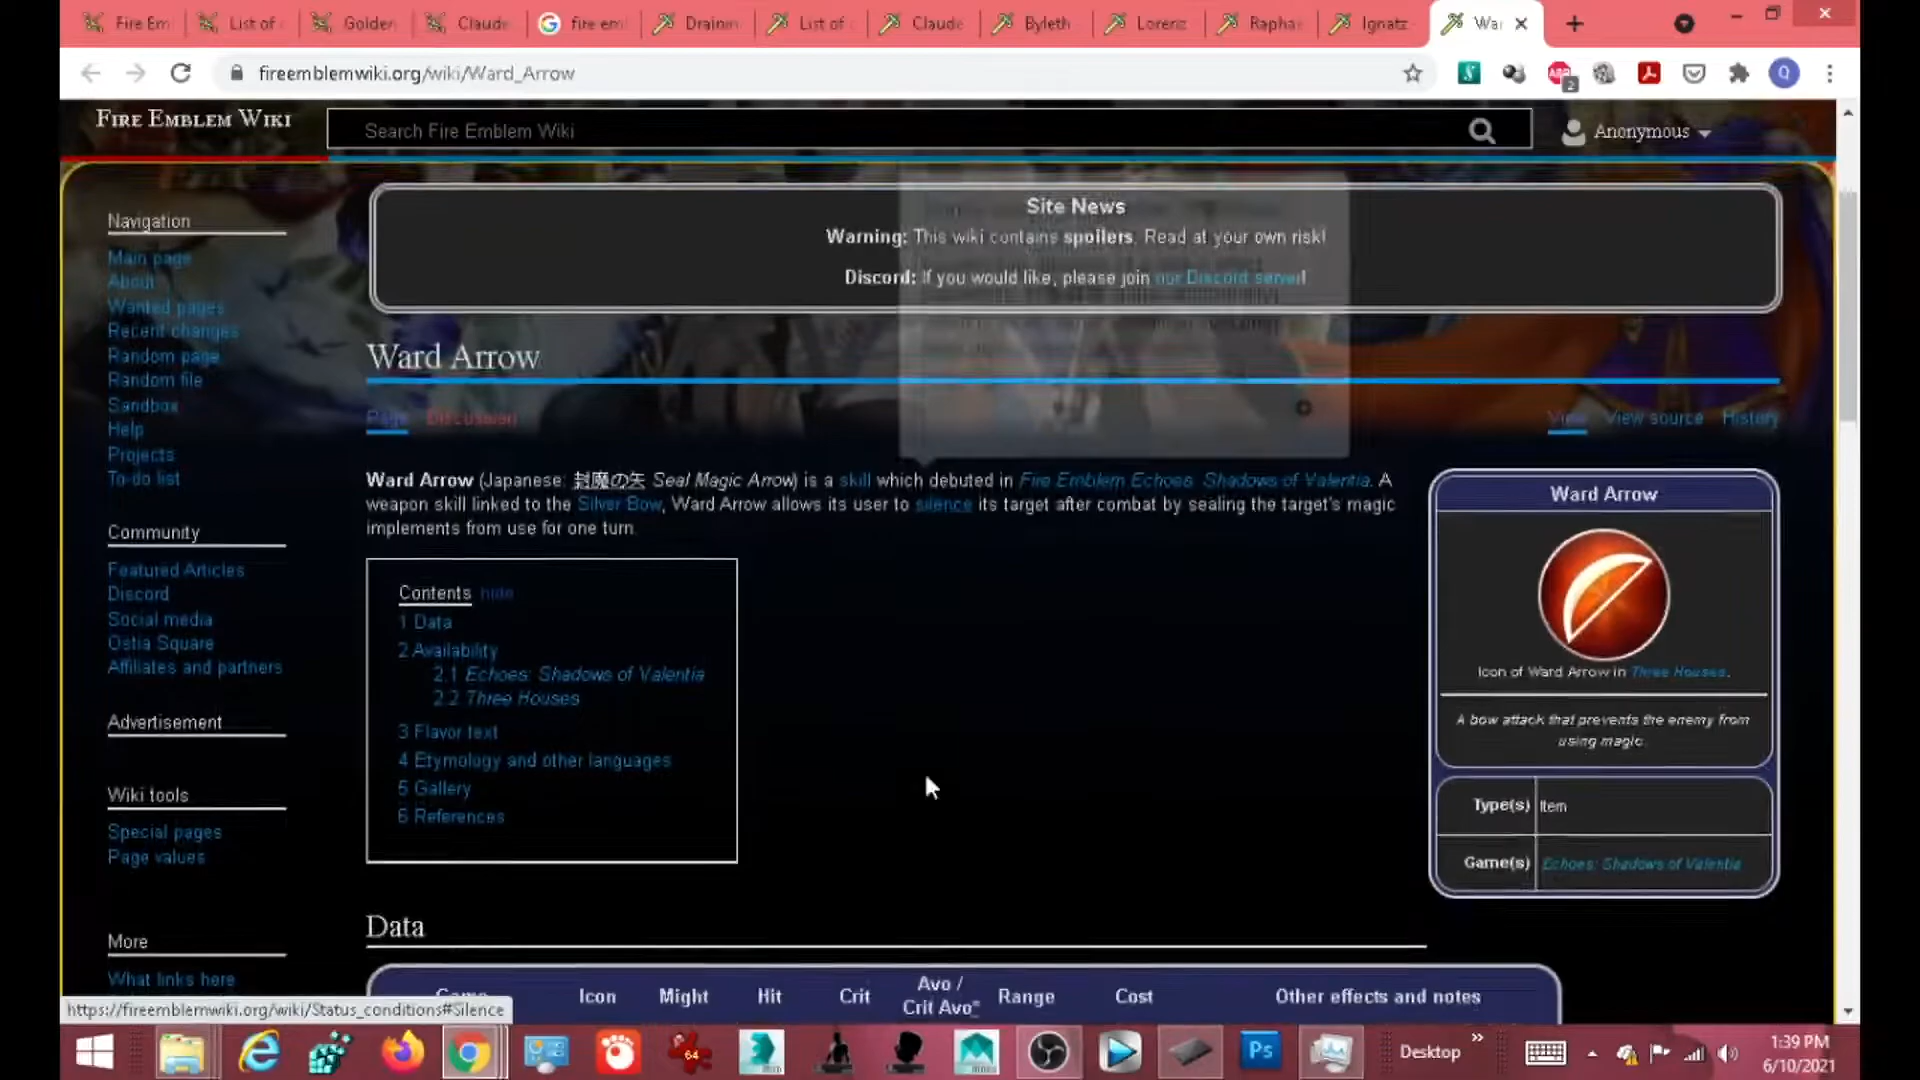 Fire Em
List of
Golden
Claude
fire em
Drainin
List of
Claude
Byleth
Lorenz
Rapha
Ignatz
War
fireemblemwiki.org/wiki/Ward_Arrow
2
Q
Fire Emblem Wiki
Search Fire Emblem Wiki
Anonymous
Site News
Warning: This wiki contains spoilers. Read at your own risk!
Discord: If you would like, please join our Discord server!
Navigation
Main page
About
Wanted pages
Recent changes
Random page
Random file
Sandbox
Help
Projects
To-do list
Community
Featured Articles
Discord
Social media
Ostia Square
Affiliates and partners
Advertisement
Wiki tools
Special pages
Page values
More
What links here
Ward Arrow
Page Discussion
View View source History
Ward Arrow (Japanese: 封魔の矢 Seal Magic Arrow) is a skill which debuted in Fire Emblem Echoes: Shadows of Valentia. A
weapon skill linked to the Silver Bow, Ward Arrow allows its user to silence its target after combat by sealing the target's magic
implements from use for one turn.
Contents hide
1 Data
2 Availability
2.1 Echoes: Shadows of Valentia
2.2 Three Houses
3 Flavor text
4 Etymology and other languages
5 Gallery
6 References
Ward Arrow
Icon of Ward Arrow in Three Houses.
A bow attack that prevents the enemy from
using magic.
Type(s) Item
Game(s) Echoes: Shadows of Valentia
Data
Game Icon Might Hit Crit Avo / Range Cost Other effects and notes
Crit Avo
https://fireemblemwiki.org/wiki/Status_conditions#Silence
64
Ps
Desktop
1:39 PM
6/10/2021